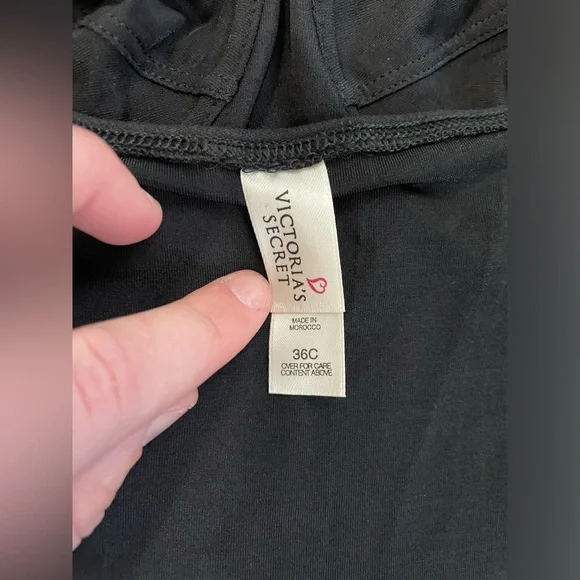 VICTORIA'S
SECRET
MADE IN
MOROCCO
36C
OVER FOR CARE
CONTENT ABOVE